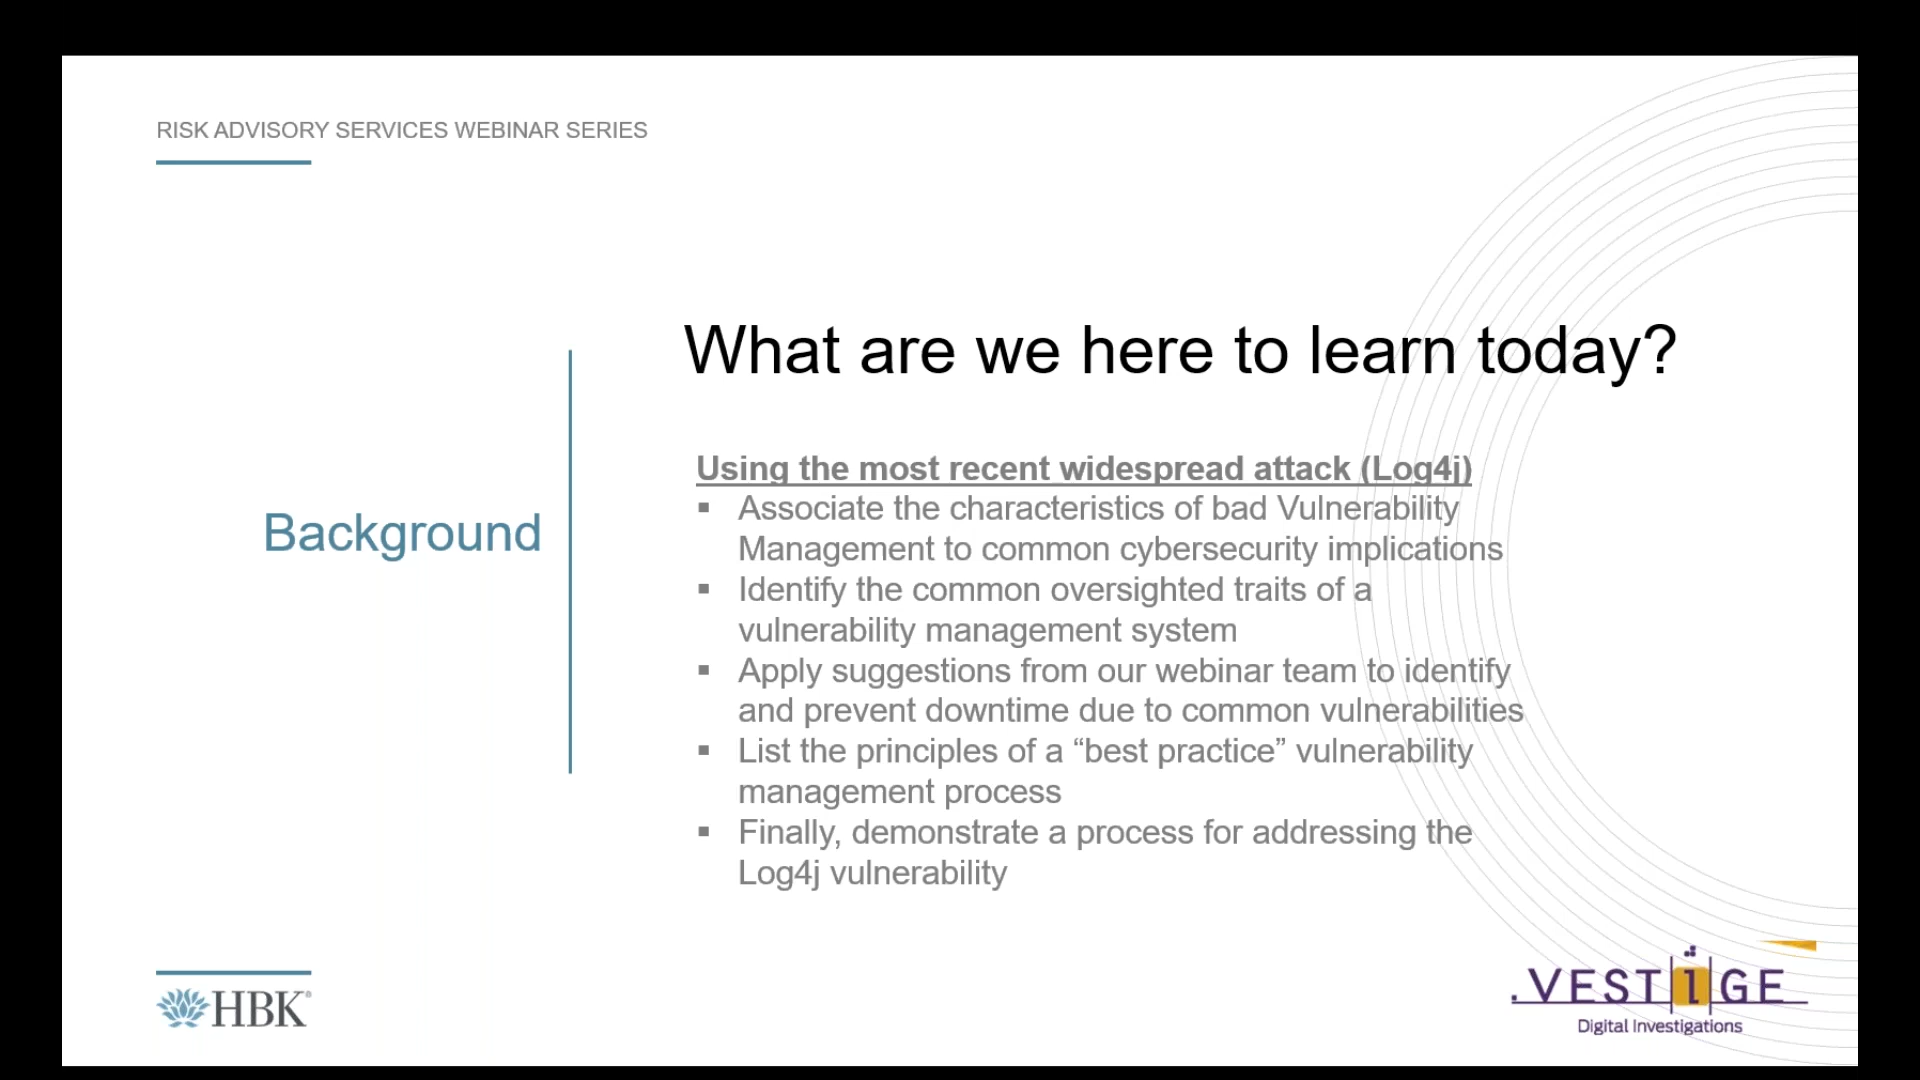 RISK ADVISORY SERVICES WEBINAR SERIES
What are we here to learn today?
Background
Using the most recent widespread attack (Log4j)
▪ Associate the characteristics of bad Vulnerability
Management to common cybersecurity implications
▪ Identify the common oversighted traits of a
vulnerability management system
▪ Apply suggestions from our webinar team to identify
and prevent downtime due to common vulnerabilities
▪ List the principles of a “best practice” vulnerability
management process
▪ Finally, demonstrate a process for addressing the
Log4j vulnerability
HBK®
VESTIGE
Digital Investigations